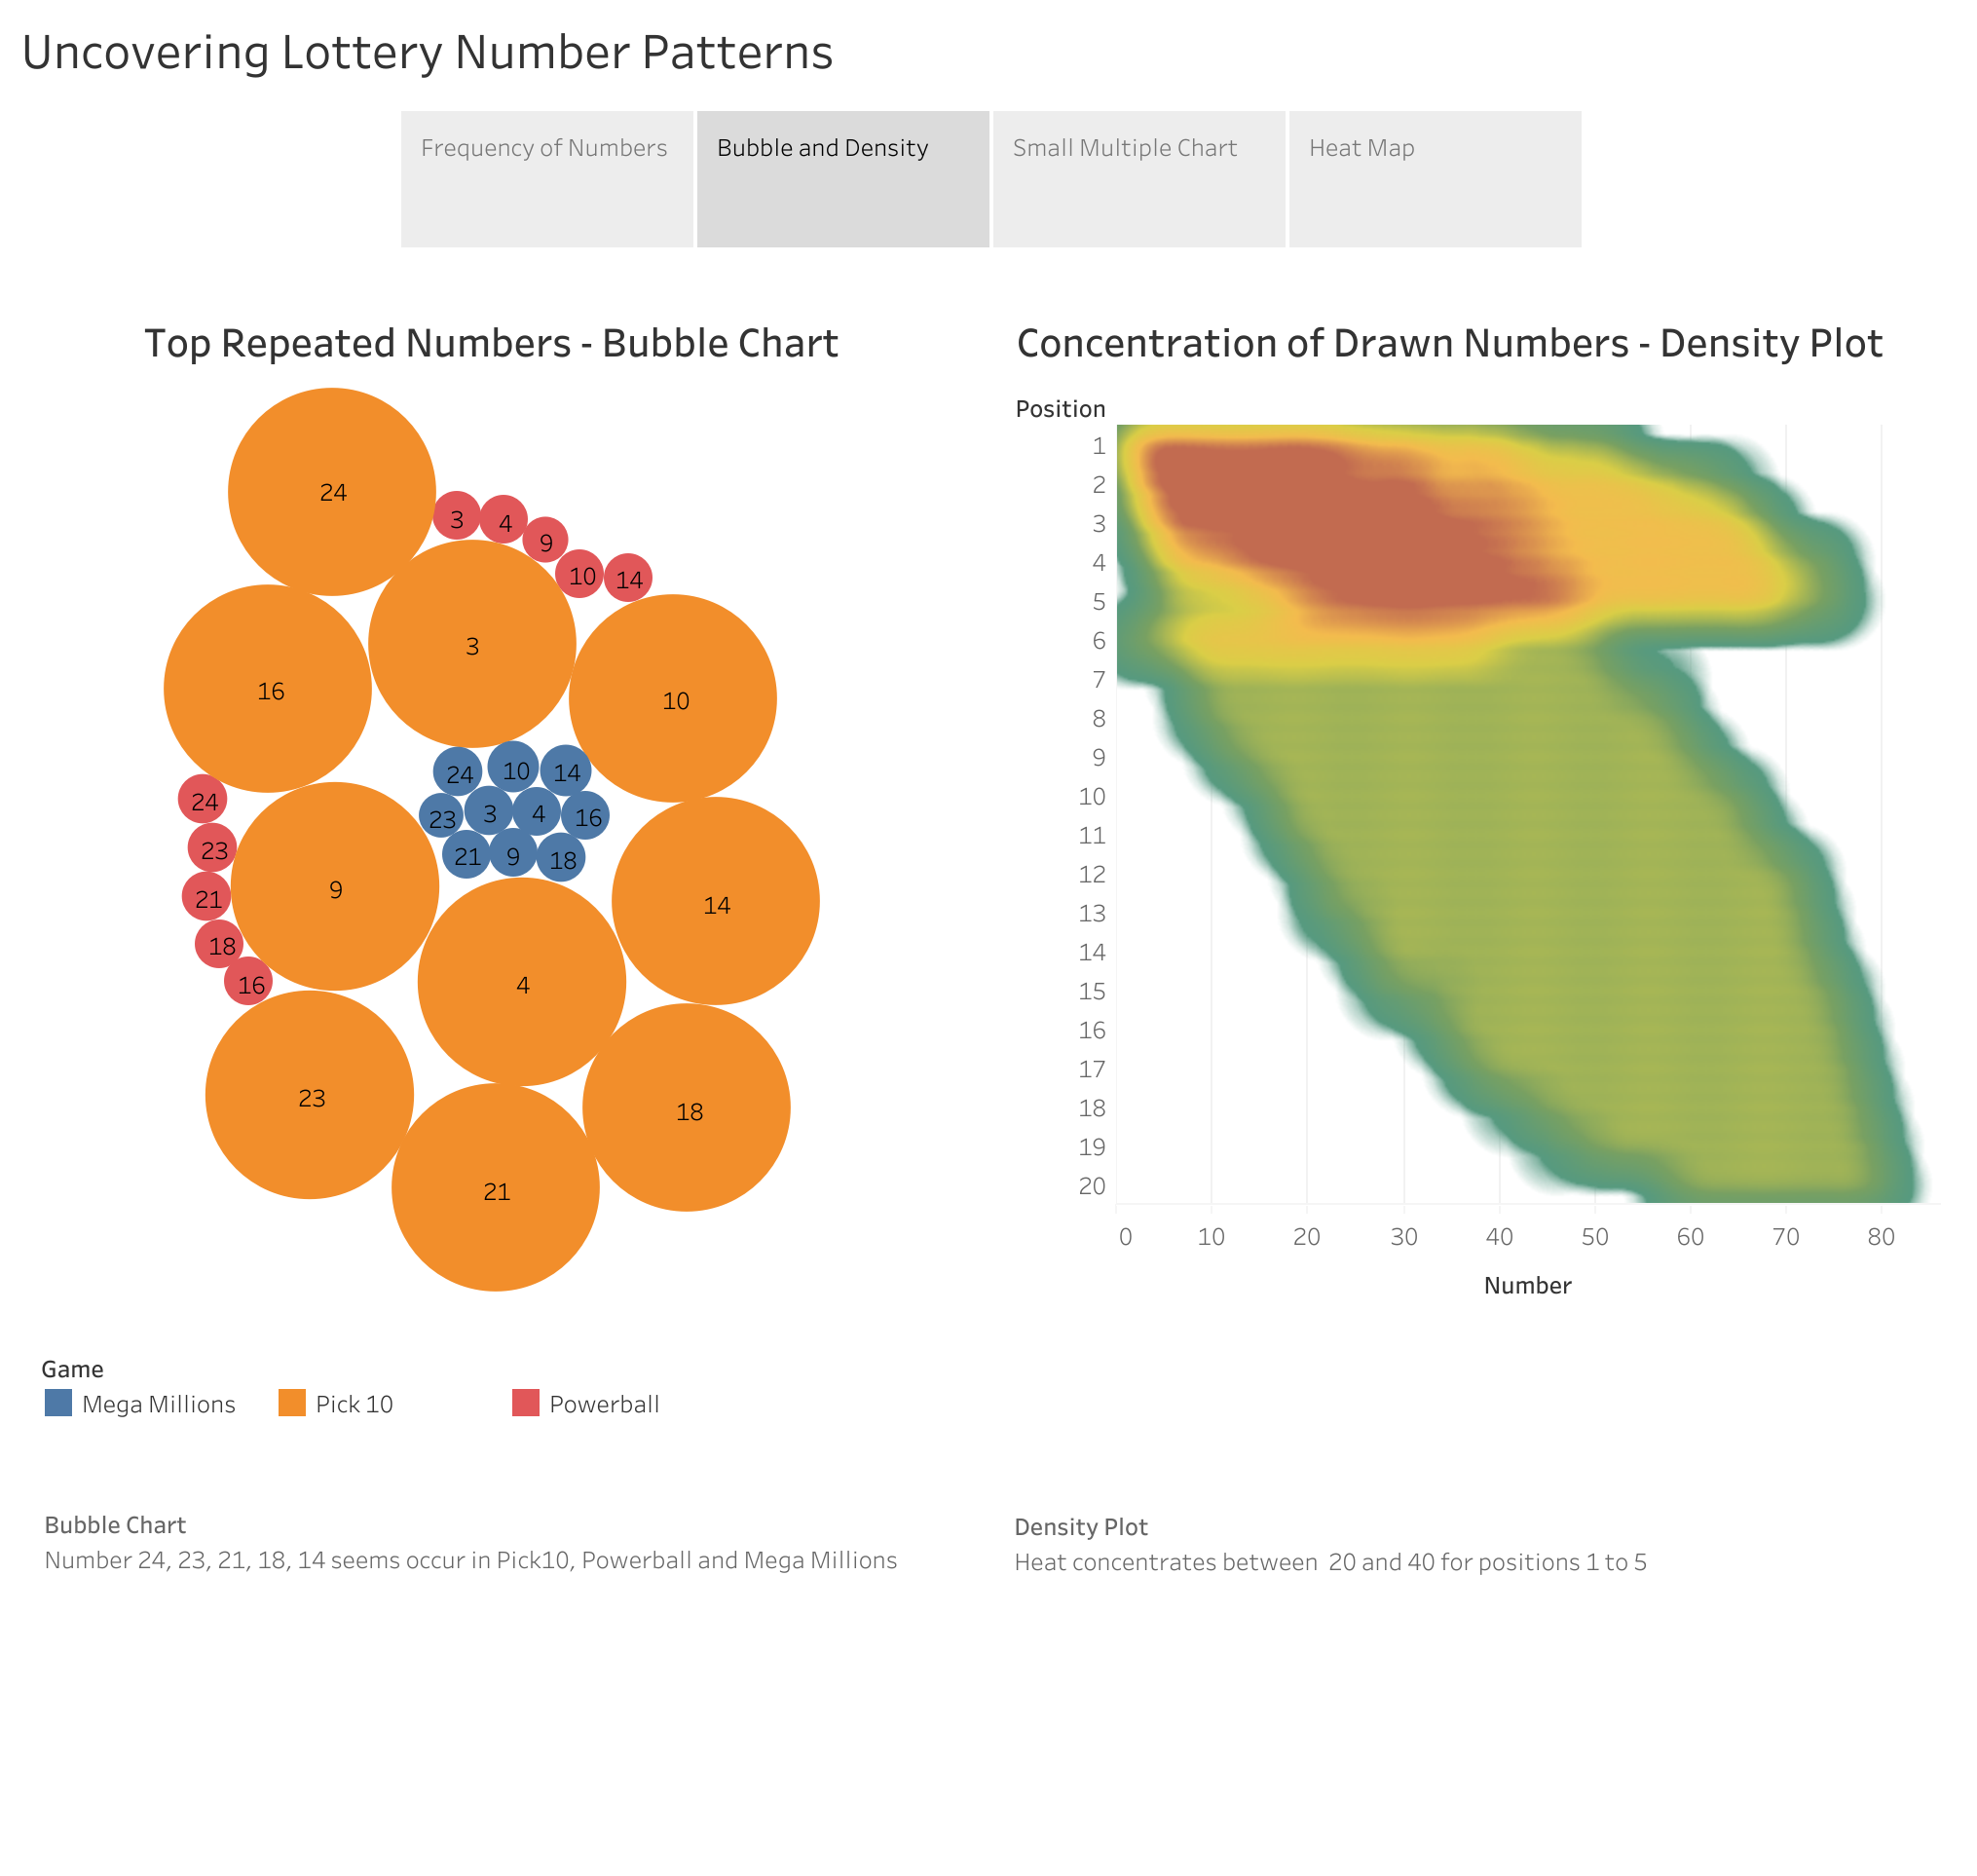 Uncovering Lottery Number Patterns
Frequency of Numbers
Bubble and Density
Small Multiple Chart
Heat Map
Top Repeated Numbers - Bubble Chart
24
3
4
9
10
14
3
16
10
24
10
14
23
3
4
16
21
9
18
24
23
21
18
16
9
14
4
23
18
21
Game
Mega Millions
Pick 10
Powerball
Bubble Chart
Number 24, 23, 21, 18, 14 seems occur in Pick10, Powerball and Mega Millions
Concentration of Drawn Numbers - Density Plot
Position
1
2
3
4
5
6
7
8
9
10
11
12
13
14
15
16
17
18
19
20
0 10 20 30 40 50 60 70 80
Number
Density Plot
Heat concentrates between  20 and 40 for positions 1 to 5